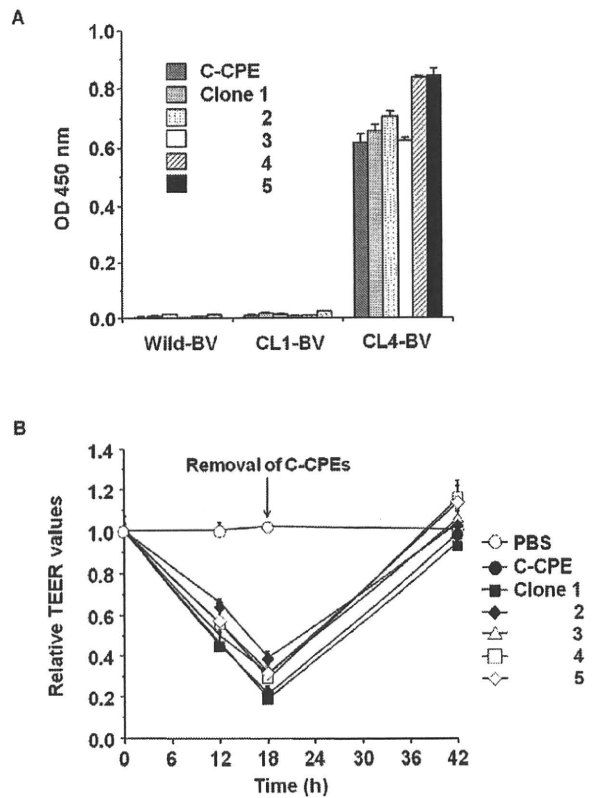 A
1.0
0.8
0.6
0.4
0.2
0.0
OD 450 nm
C-CPE
Clone 1
2
3
4
5
Wild-BV CL1-BV CL4-BV
B
1.4
1.2
1.0
0.8
0.6
0.4
0.2
0.0
Relative TEER values
Removal of C-CPEs
PBS
C-CPE
Clone 1
2
3
4
5
0 6 12 18 24 30 36 42
Time (h)